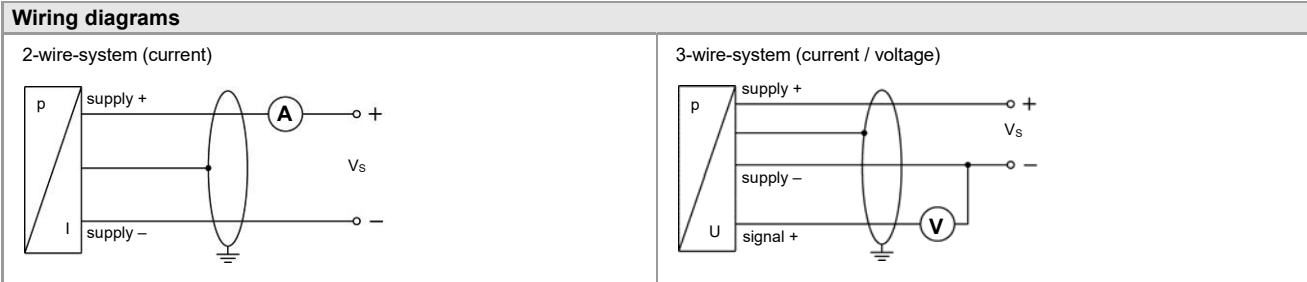 Wiring diagrams
2-wire-system (current)
p
supply +
A
+
VS
I
supply –
–
3-wire-system (current / voltage)
p
supply +
+
VS
–
supply –
V
U
signal +